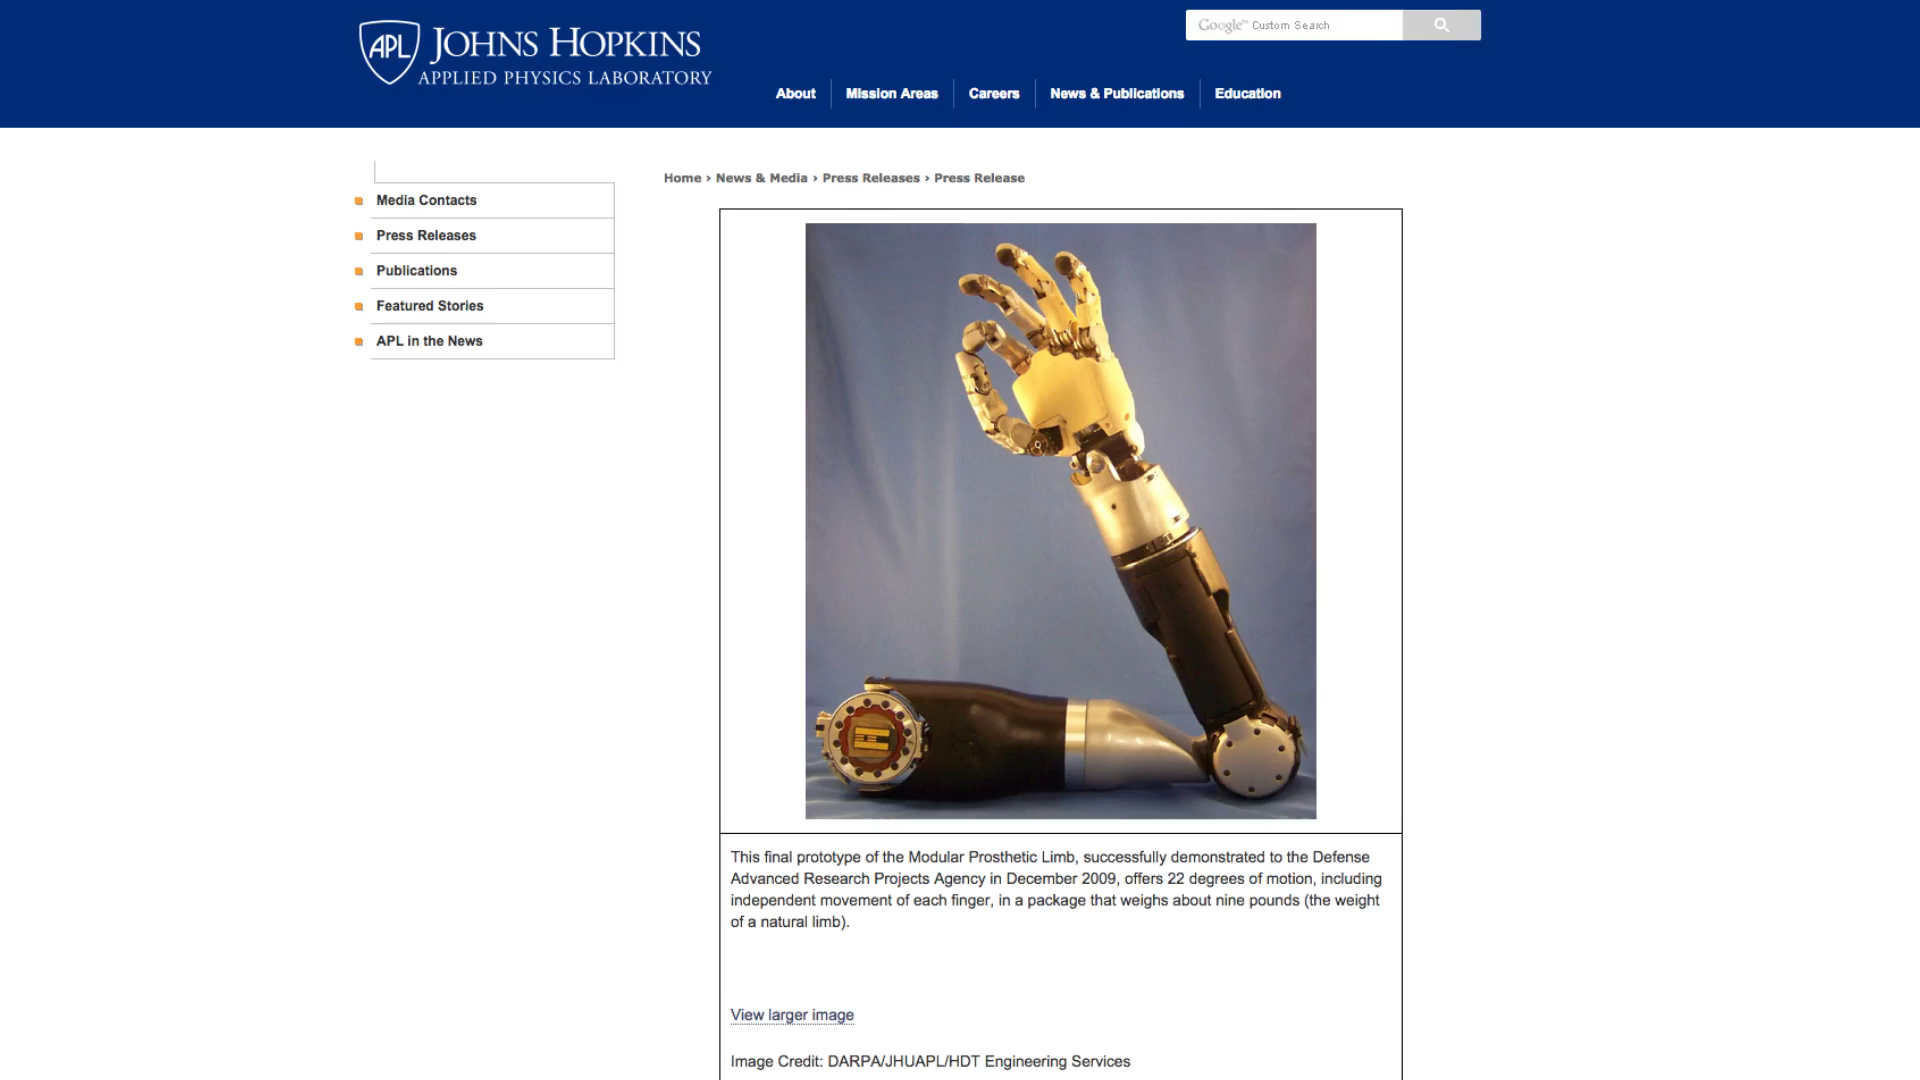 APL JOHNS HOPKINS
APPLIED PHYSICS LABORATORY
Google™ Custom Search
About
Mission Areas
Careers
News & Publications
Education
Media Contacts
Press Releases
Publications
Featured Stories
APL in the News
Home › News & Media › Press Releases › Press Release
This final prototype of the Modular Prosthetic Limb, successfully demonstrated to the Defense
Advanced Research Projects Agency in December 2009, offers 22 degrees of motion, including
independent movement of each finger, in a package that weighs about nine pounds (the weight
of a natural limb).
View larger image
Image Credit: DARPA/JHUAPL/HDT Engineering Services